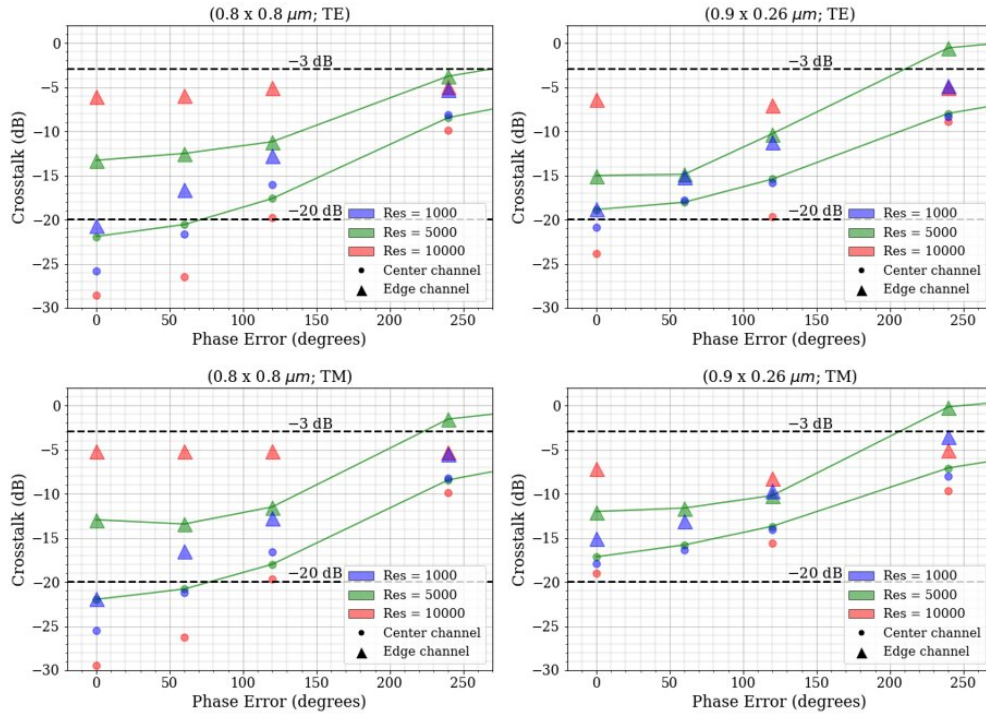 (0.8 x 0.8 μm; TE)
0
−5
−10
−15
−20
−25
−30
Crosstalk (dB)
−3 dB
−20 dB
Res = 1000
Res = 5000
Res = 10000
Center channel
Edge channel
0 50 100 150 200 250
Phase Error (degrees)
(0.9 x 0.26 μm; TE)
0
−5
−10
−15
−20
−25
−30
Crosstalk (dB)
−3 dB
−20 dB
Res = 1000
Res = 5000
Res = 10000
Center channel
Edge channel
0 50 100 150 200 250
Phase Error (degrees)
(0.8 x 0.8 μm; TM)
0
−5
−10
−15
−20
−25
−30
Crosstalk (dB)
−3 dB
−20 dB
Res = 1000
Res = 5000
Res = 10000
Center channel
Edge channel
0 50 100 150 200 250
Phase Error (degrees)
(0.9 x 0.26 μm; TM)
0
−5
−10
−15
−20
−25
−30
Crosstalk (dB)
−3 dB
−20 dB
Res = 1000
Res = 5000
Res = 10000
Center channel
Edge channel
0 50 100 150 200 250
Phase Error (degrees)